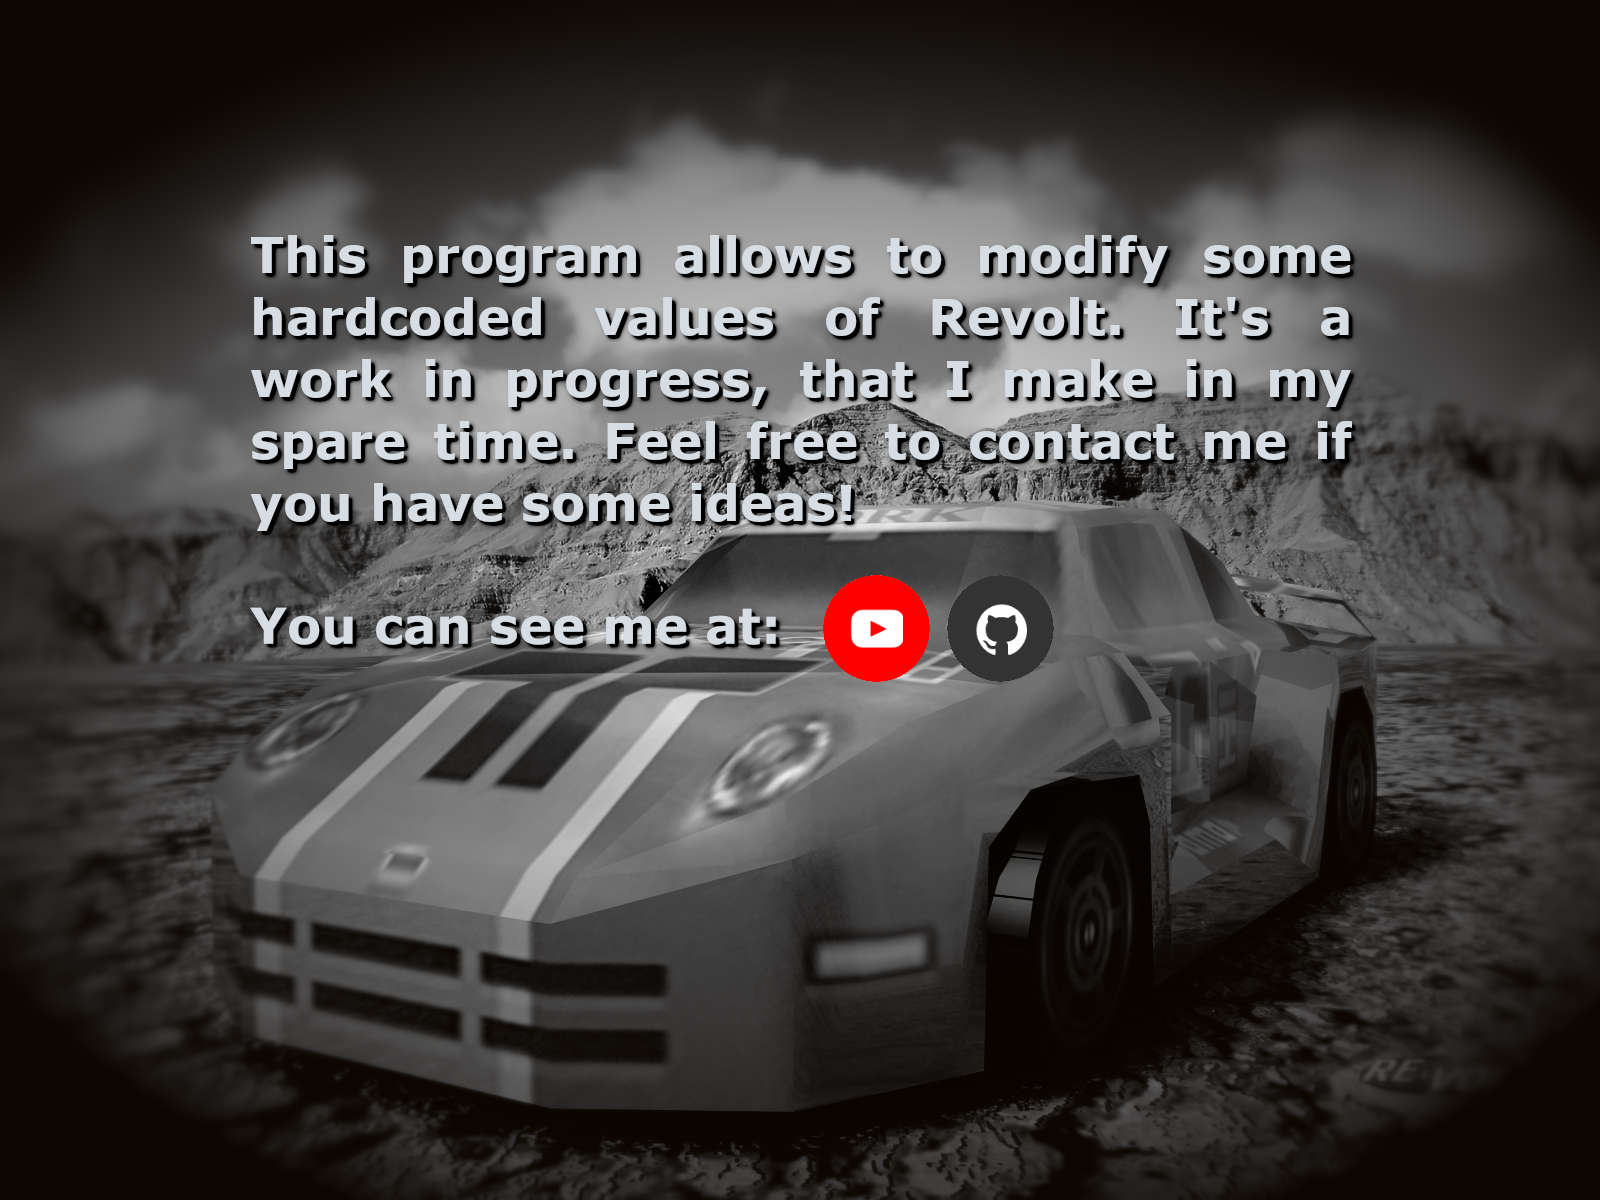 This program allows to modify some
hardcoded values of Revolt. It's a
work in progress, that I make in my
spare time. Feel free to contact me if
you have some ideas!
You can see me at: